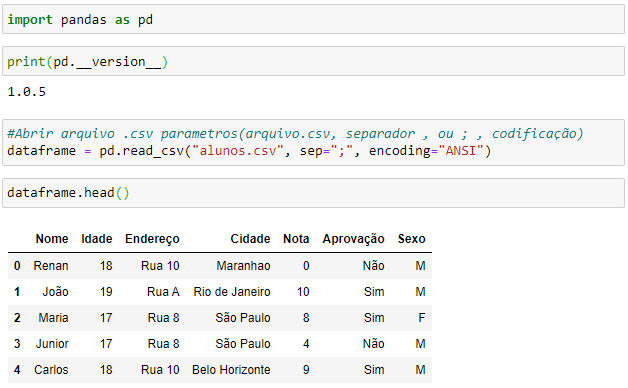 import pandas as pd
print(pd.__version__)
1.0.5
#Abrir arquivo .csv parametros(arquivo.csv, separador , ou ; , codificação)
dataframe = pd.read_csv("alunos.csv", sep=";", encoding="ANSI")
dataframe.head()
Nome Idade Endereço Cidade Nota Aprovação Sexo
0 Renan 18 Rua 10 Maranhao 0 Não M
1 João 19 Rua A Rio de Janeiro 10 Sim M
2 Maria 17 Rua 8 São Paulo 8 Sim F
3 Junior 17 Rua 8 São Paulo 4 Não M
4 Carlos 18 Rua 10 Belo Horizonte 9 Sim M